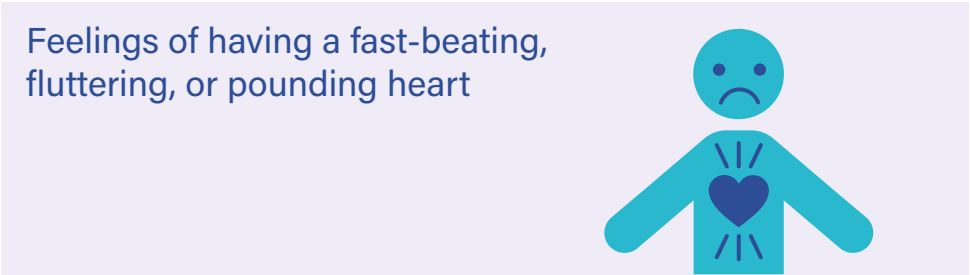 Feelings of having a fast-beating,
fluttering, or pounding heart